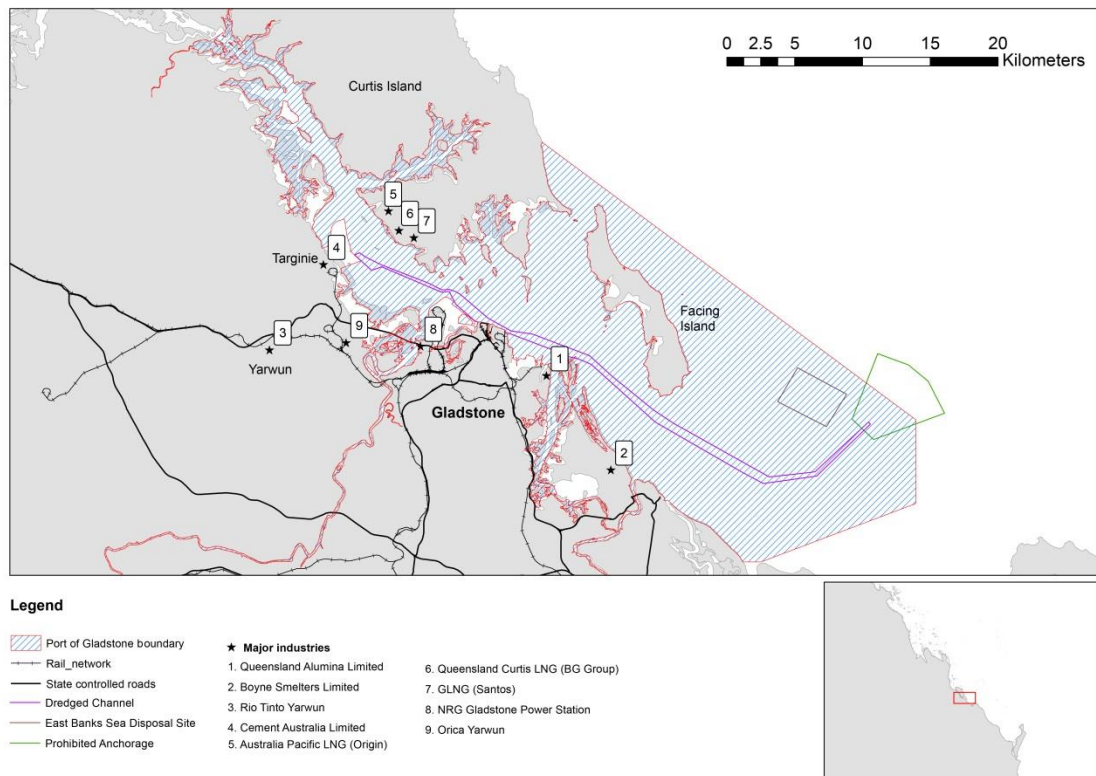 0 2.5 5 10 15 20
Kilometers
Curtis Island
5
6
7
4
Targinie
Facing
Island
3
9
8
Yarwun
1
Gladstone
2
Legend
Port of Gladstone boundary
Rail_network
State controlled roads
Dredged Channel
East Banks Sea Disposal Site
Prohibited Anchorage
Major industries
1. Queensland Alumina Limited
2. Boyne Smelters Limited
3. Rio Tinto Yarwun
4. Cement Australia Limited
5. Australia Pacific LNG (Origin)
6. Queensland Curtis LNG (BG Group)
7. GLNG (Santos)
8. NRG Gladstone Power Station
9. Orica Yarwun